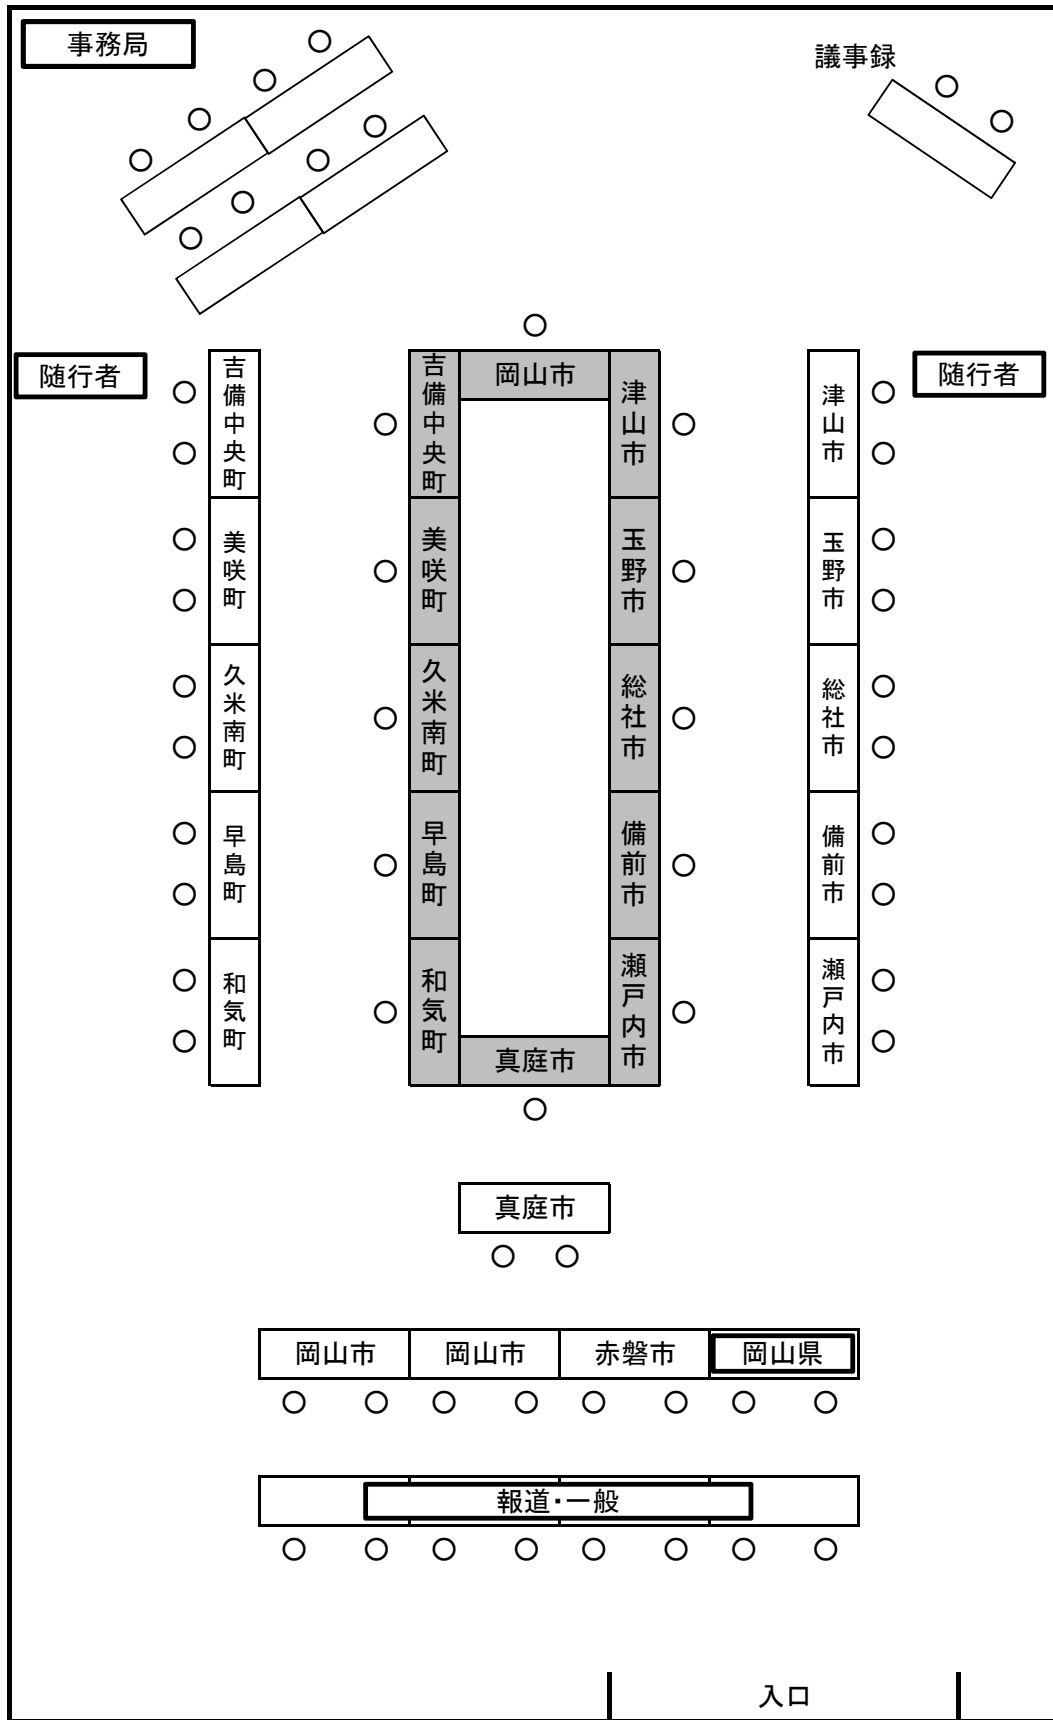 事務局
議事録
随行者
随行者
吉備中央町
吉備中央町
岡山市
津山市
津山市
美咲町
美咲町
玉野市
玉野市
久米南町
久米南町
総社市
総社市
早島町
早島町
備前市
備前市
和気町
和気町
瀬戸内市
瀬戸内市
真庭市
真庭市
岡山市
岡山市
赤磐市
岡山県
報道・一般
入口